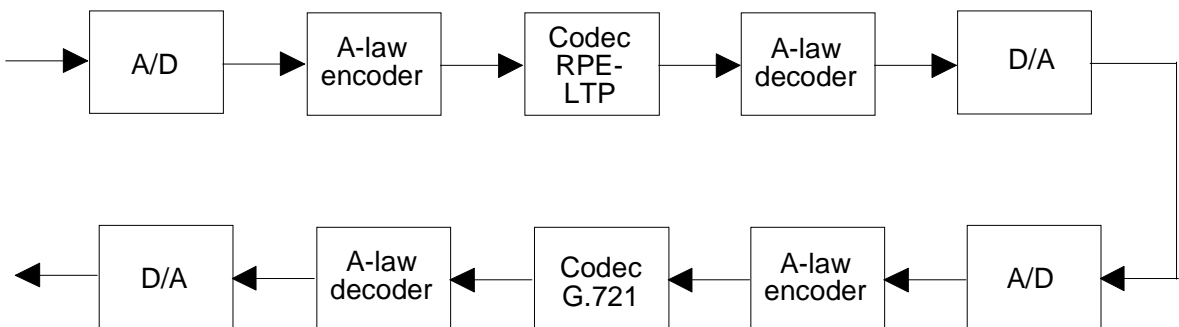 A/D
A-law
encoder
Codec
RPE-
LTP
A-law
decoder
D/A
D/A
A-law
decoder
Codec
G.721
A-law
encoder
A/D